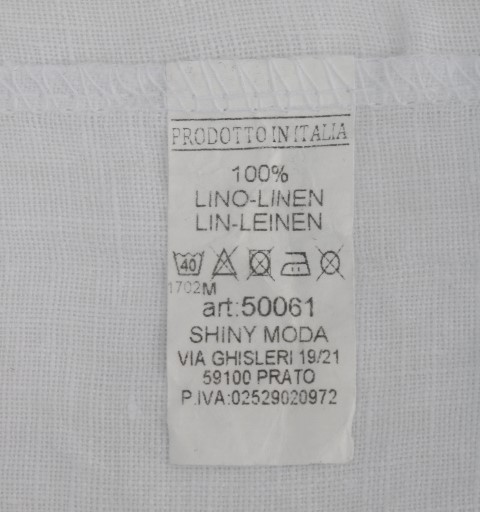 PRODOTTO IN ITALIA
100%
LINO-LINEN
LIN-LEINEN
40
1702M
art:50061
SHINY MODA
VIA GHISLERI 19/21
59100 PRATO
P.IVA:02529020972